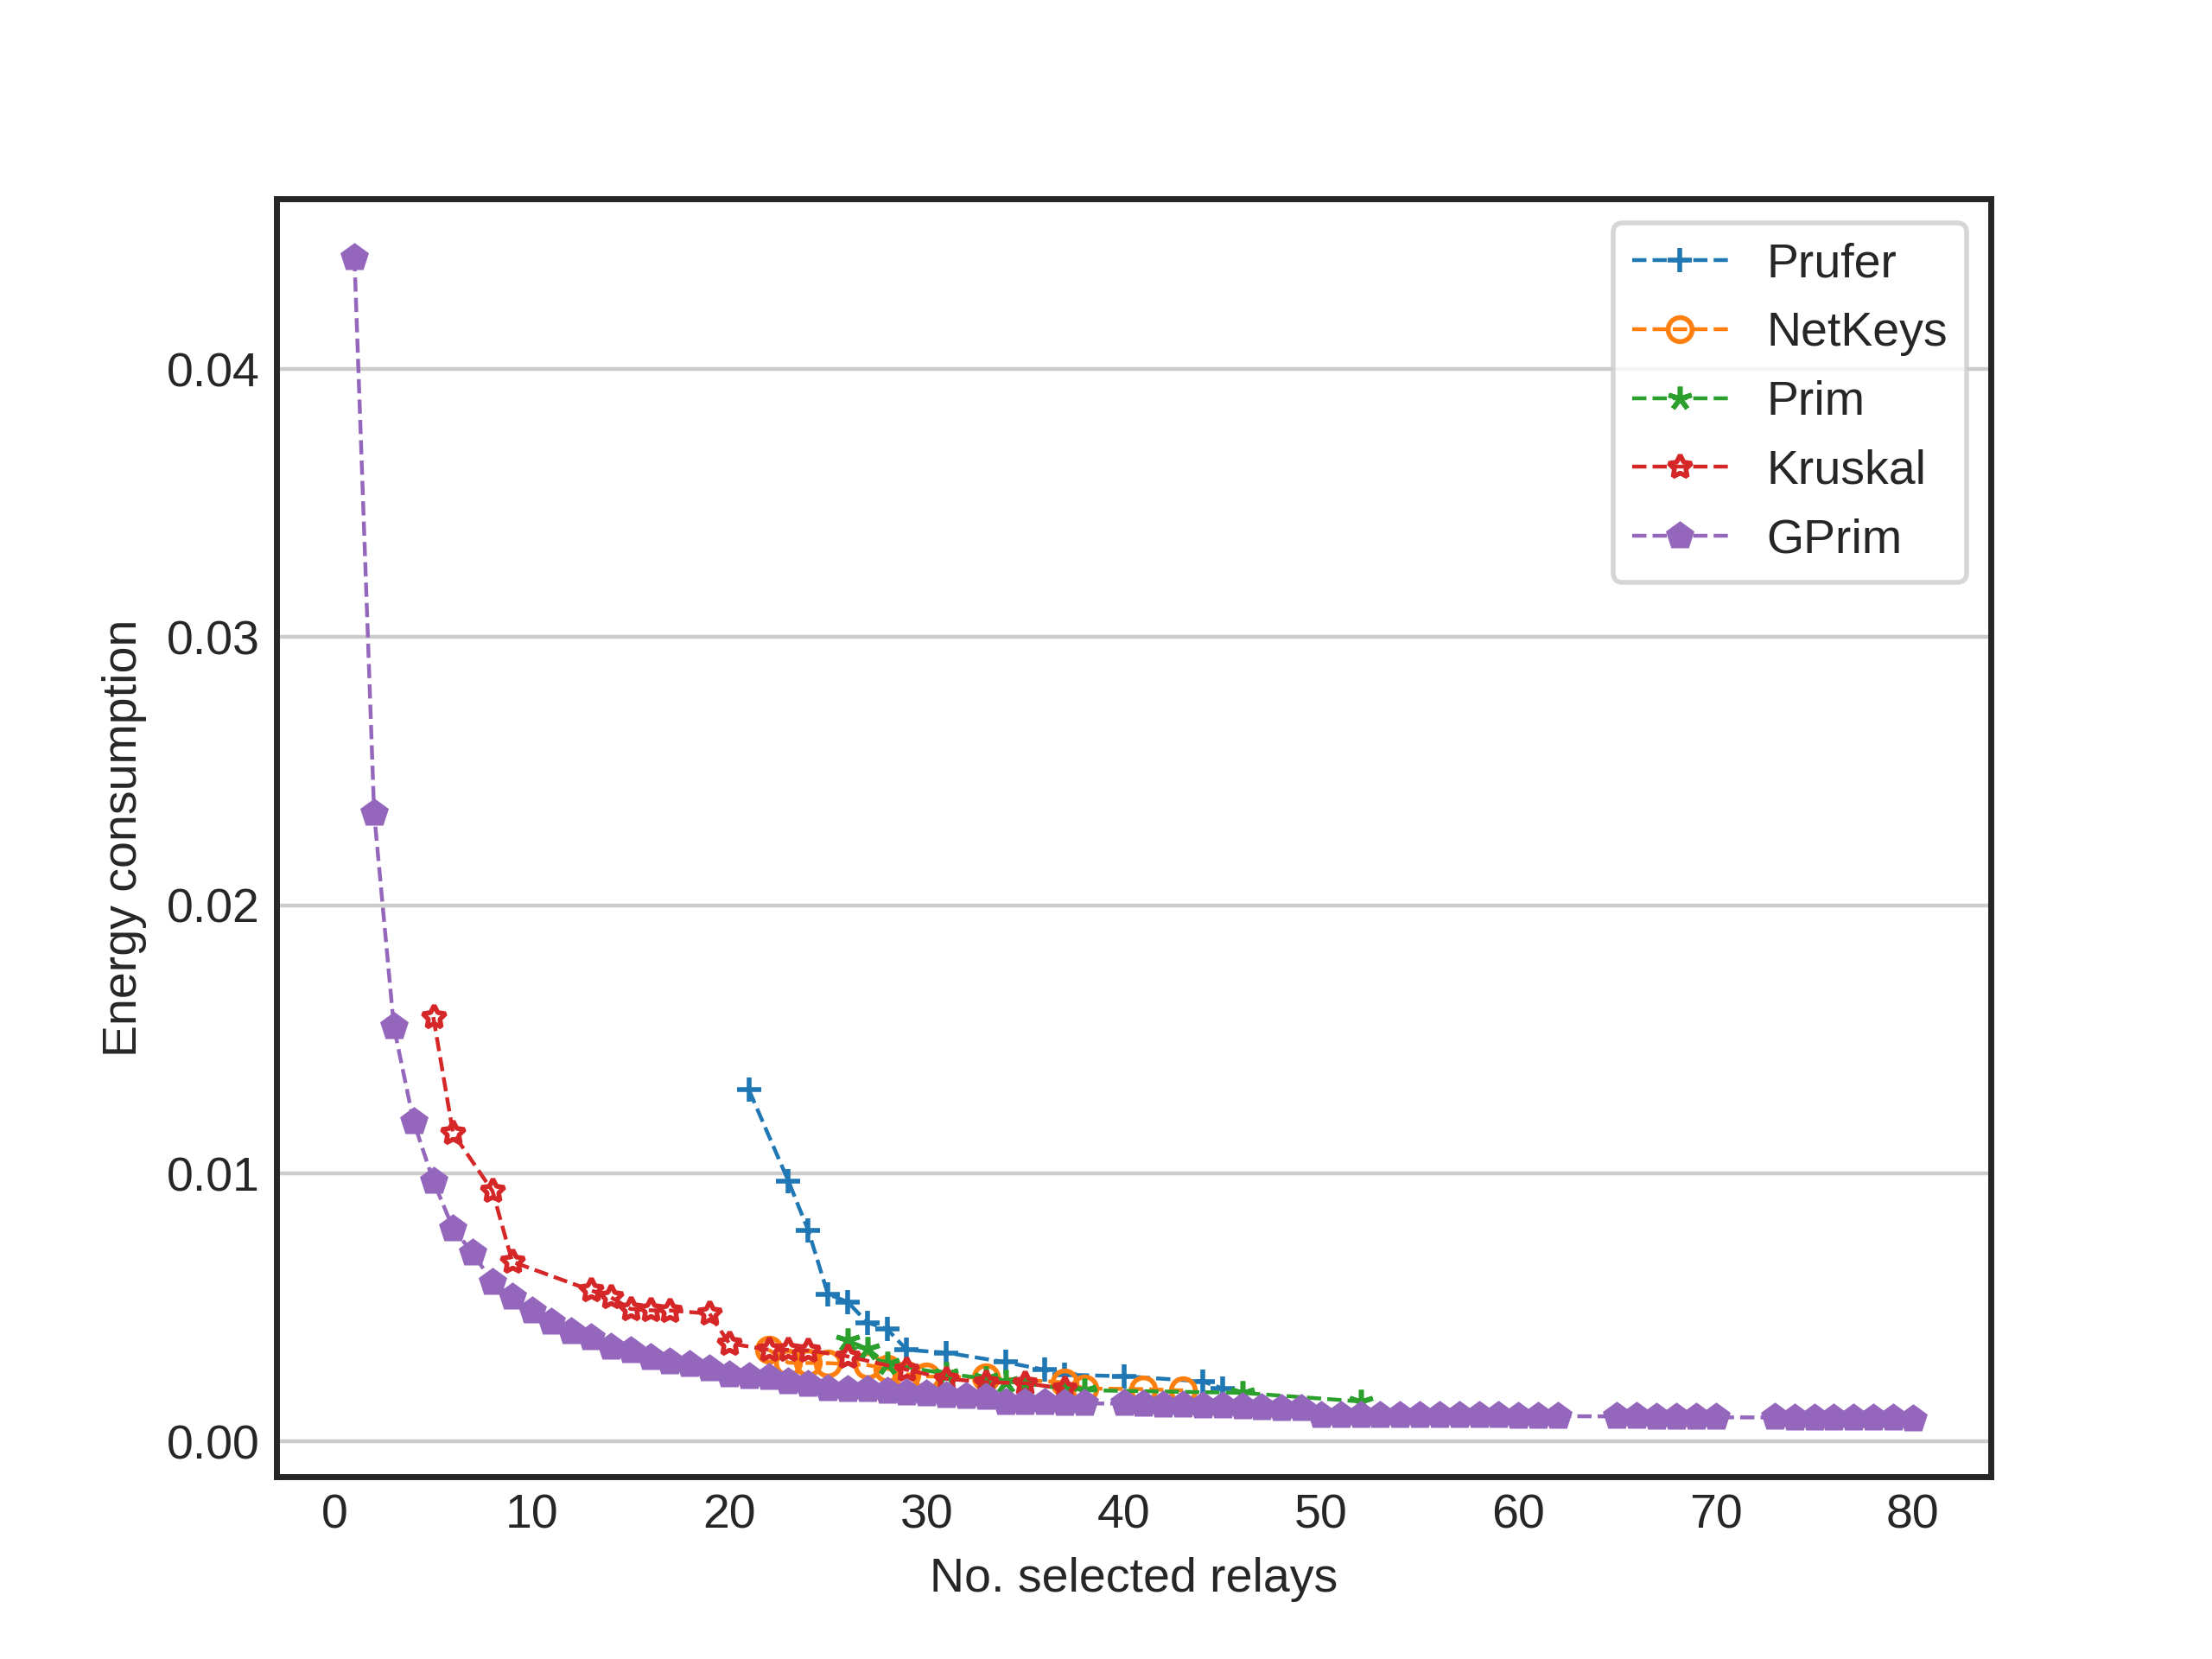 Prufer
NetKeys
Prim
Kruskal
GPrim
Energy consumption
0.04
0.03
0.02
0.01
0.00
0 10 20 30 40 50 60 70 80
No. selected relays